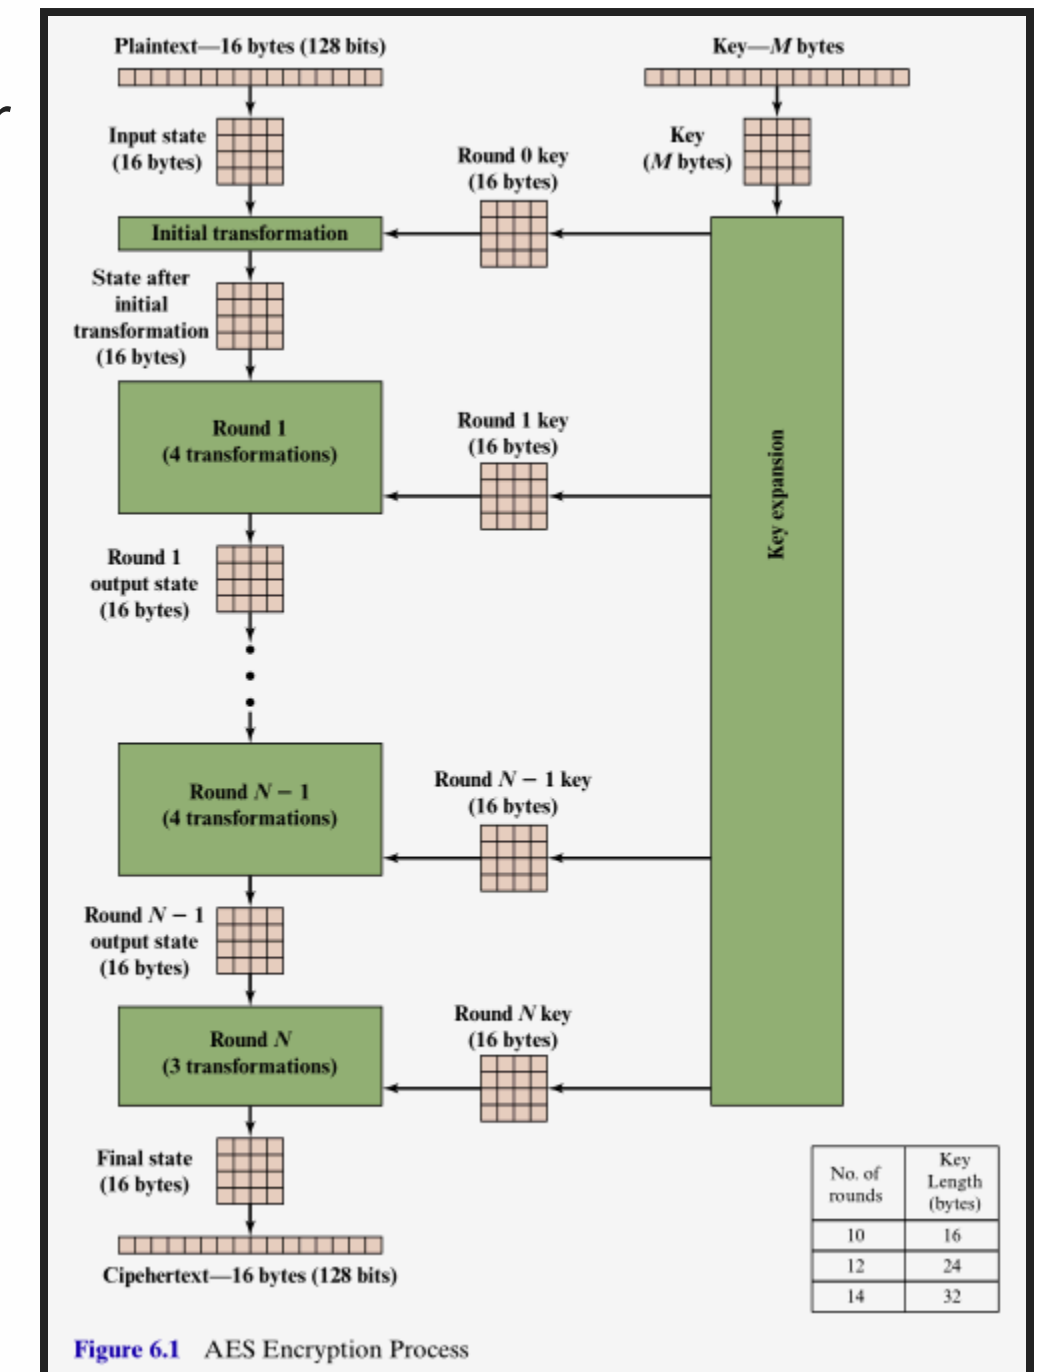 Plaintext—16 bytes (128 bits)
Key—M bytes
Input state
(16 bytes)
Key
(M bytes)
Round 0 key
(16 bytes)
Initial transformation
State after
initial
transformation
(16 bytes)
Round 1
(4 transformations)
Round 1 key
(16 bytes)
Key expansion
Round 1
output state
(16 bytes)
Round N − 1
(4 transformations)
Round N − 1 key
(16 bytes)
Round N − 1
output state
(16 bytes)
Round N
(3 transformations)
Round N key
(16 bytes)
Final state
(16 bytes)
Cipehertext—16 bytes (128 bits)
No. of
rounds
Key
Length
(bytes)
10 16
12 24
14 32
Figure 6.1 AES Encryption Process